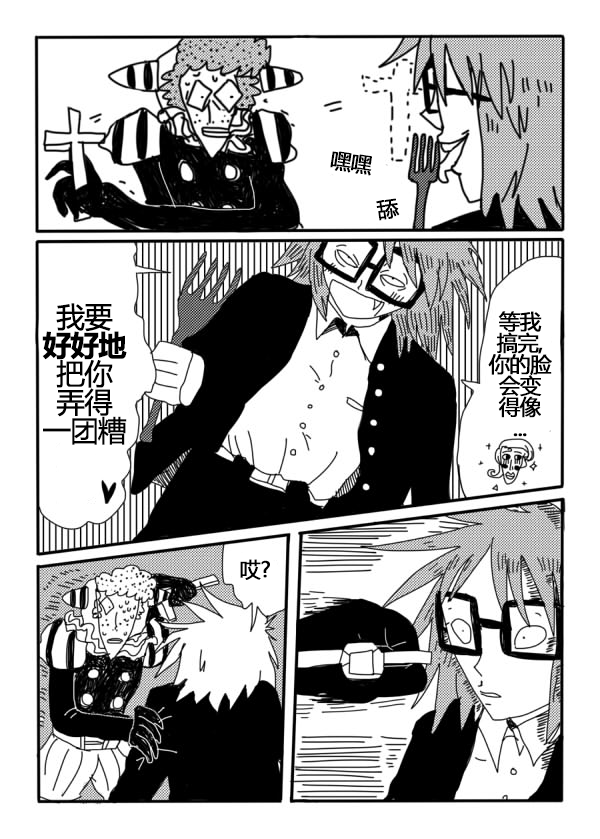 嘿嘿
舔
等我
搞完,
你的脸
会变
得像
...
我要
好好地
把你
弄得
一团糟
哎?